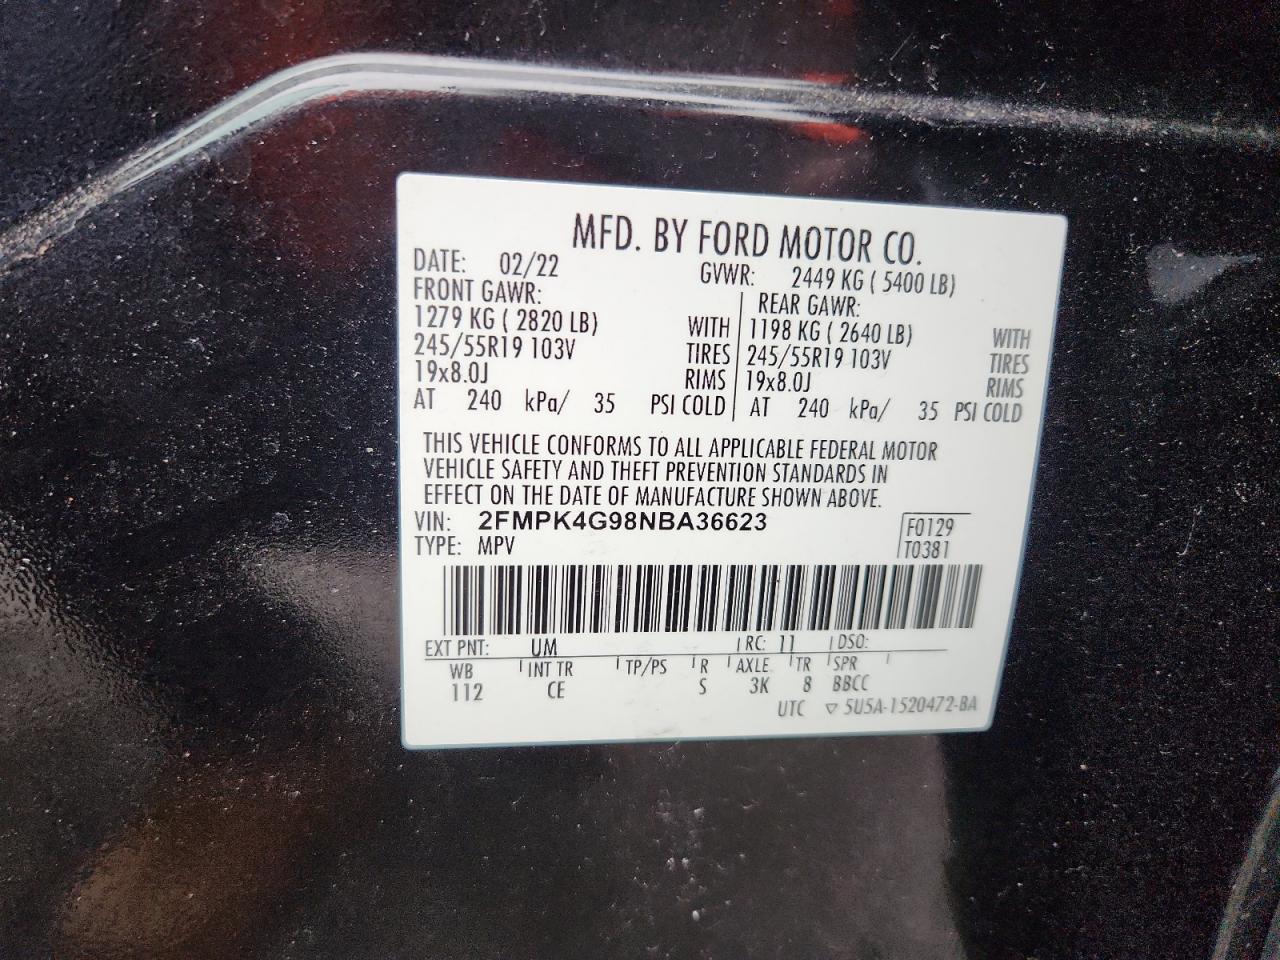 MFD. BY FORD MOTOR CO.
DATE: 02/22 GVWR: 2449 KG ( 5400 LB)
FRONT GAWR: REAR GAWR:
1279 KG ( 2820 LB) WITH 1198 KG ( 2640 LB) WITH
245/55R19 103V TIRES 245/55R19 103V TIRES
19x8.0J RIMS 19x8.0J RIMS
AT 240 kPa/ 35 PSI COLD AT 240 kPa/ 35 PSI COLD
THIS VEHICLE CONFORMS TO ALL APPLICABLE FEDERAL MOTOR
VEHICLE SAFETY AND THEFT PREVENTION STANDARDS IN
EFFECT ON THE DATE OF MANUFACTURE SHOWN ABOVE.
VIN: 2FMPK4G98NBA36623 F0129
TYPE: MPV T0381
EXT PNT: UM RC: 11 DSO:
WB INT TR TP/PS R AXLE TR SPR
112 CE S 3K 8 BBCC
UTC ▽ 5U5A-1520472-BA